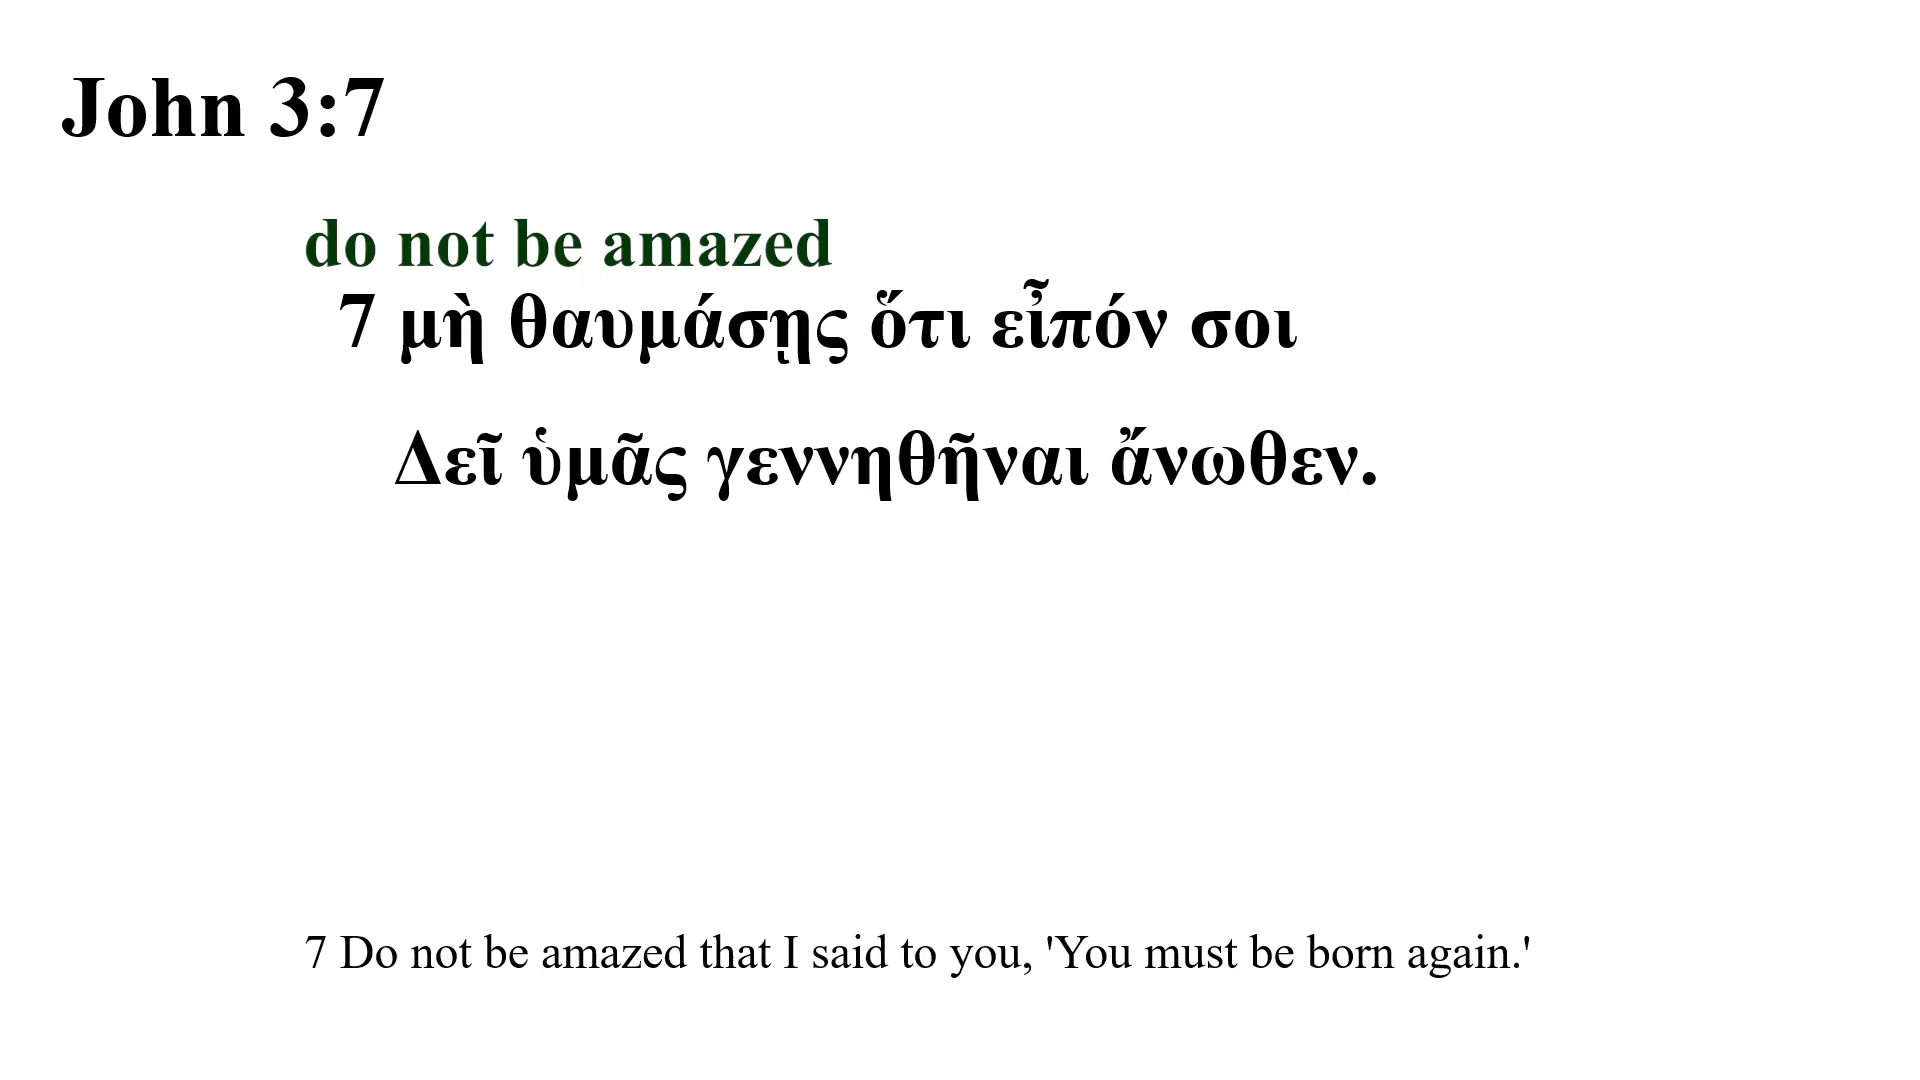 John 3:7
do not be amazed
7 μὴ θαυμάσῃς ὅτι εἶπόν σοι
Δεῖ ὑμᾶς γεννηθῆναι ἄνωθεν.
7 Do not be amazed that I said to you, 'You must be born again.'